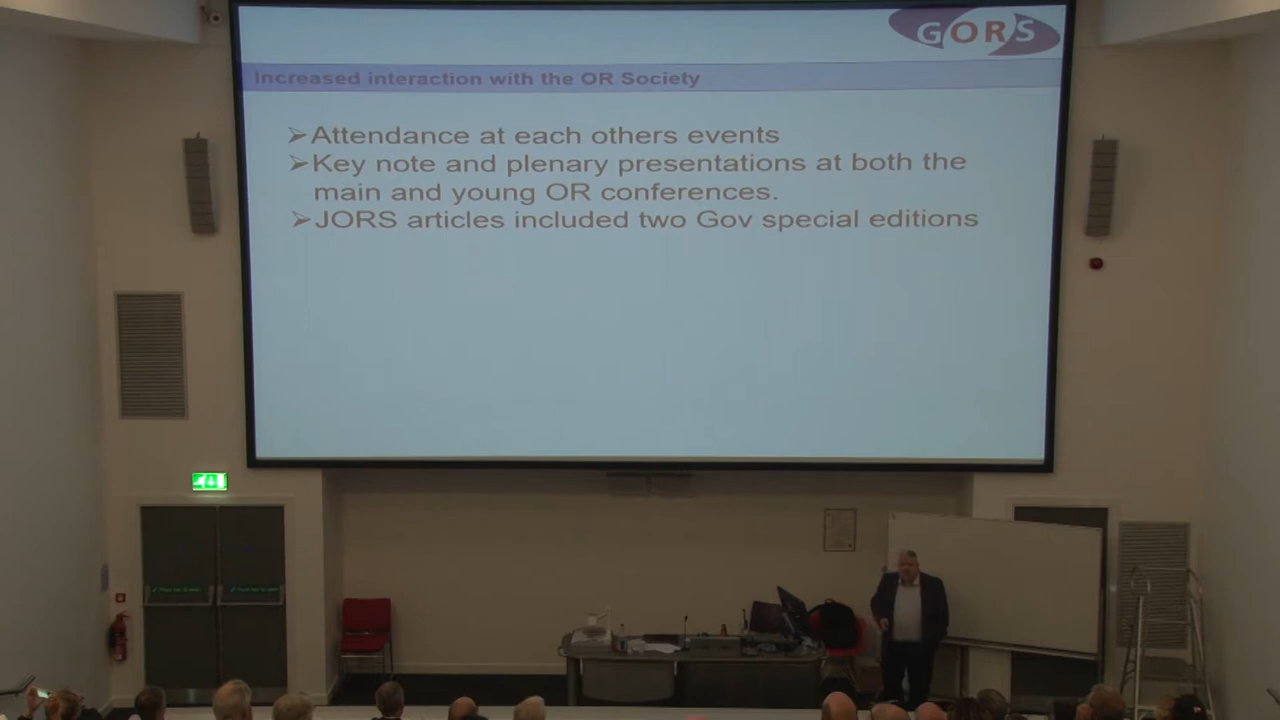 GORS
Increased interaction with the OR Society
➢Attendance at each others events
➢Key note and plenary presentations at both the
main and young OR conferences.
➢JORS articles included two Gov special editions